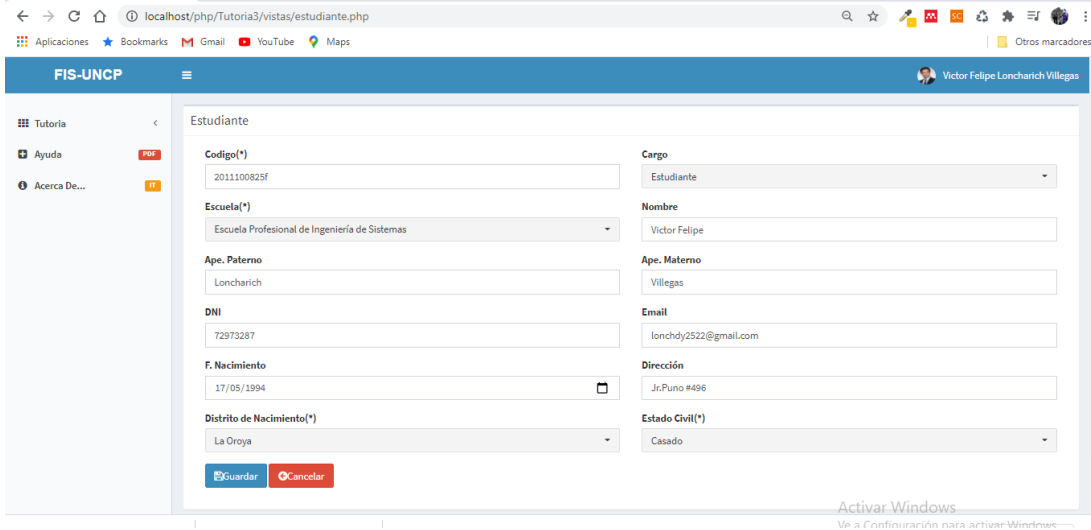 localhost/php/Tutoria3/vistas/estudiante.php
Aplicaciones Bookmarks Gmail YouTube Maps Otros marcadores
FIS-UNCP Victor Felipe Loncharich Villegas
Tutoria
Ayuda PDF
Acerca De... IT
Estudiante
Codigo(*) Cargo
2011100825f Estudiante
Escuela(*) Nombre
Escuela Profesional de Ingeniería de Sistemas Victor Felipe
Ape. Paterno Ape. Materno
Loncharich Villegas
DNI Email
72973287 lonchdy2522@gmail.com
F. Nacimiento Dirección
17/05/1994 Jr.Puno #496
Distrito de Nacimiento(*) Estado Civil(*)
La Oroya Casado
Guardar Cancelar
Activar Windows
Ve a Configuración para activar Windows.